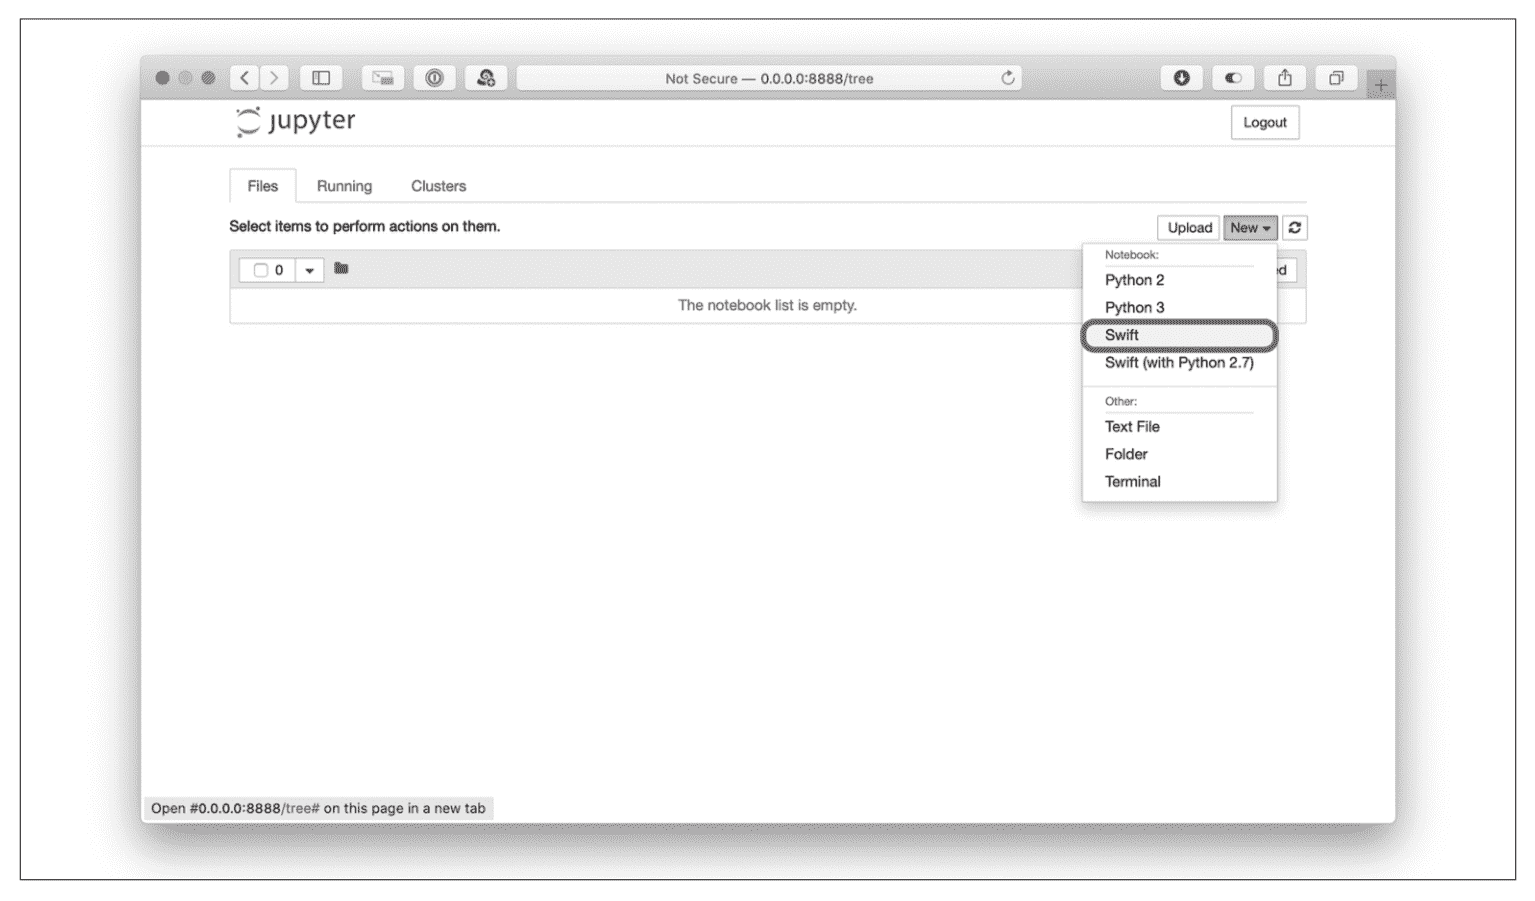 Not Secure — 0.0.0.0:8888/tree
jupyter
Logout
Files Running Clusters
Select items to perform actions on them.
Upload New
Notebook:
0
Python 2
The notebook list is empty.
Python 3
Swift
Swift (with Python 2.7)
Other:
Text File
Folder
Terminal
Open #0.0.0.0:8888/tree# on this page in a new tab